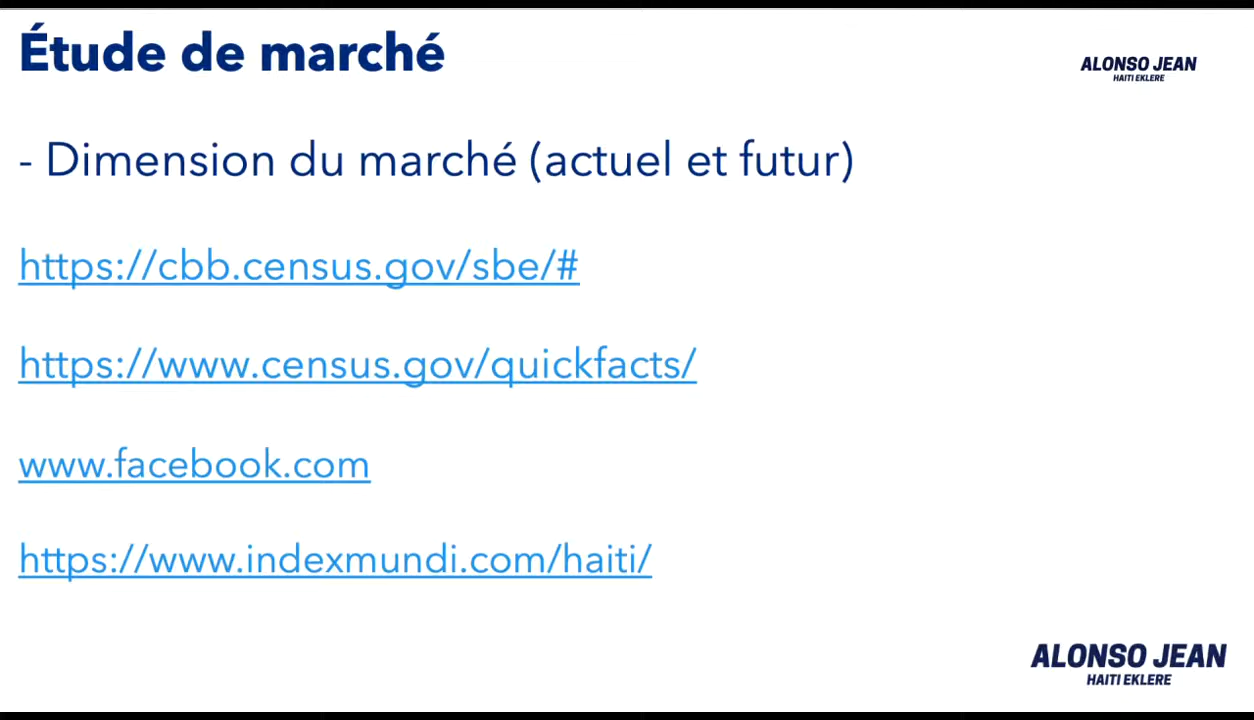 Étude de marché
ALONSO JEAN
HAITI EKLERE
- Dimension du marché (actuel et futur)
https://cbb.census.gov/sbe/#
https://www.census.gov/quickfacts/
www.facebook.com
https://www.indexmundi.com/haiti/
ALONSO JEAN
HAITI EKLERE